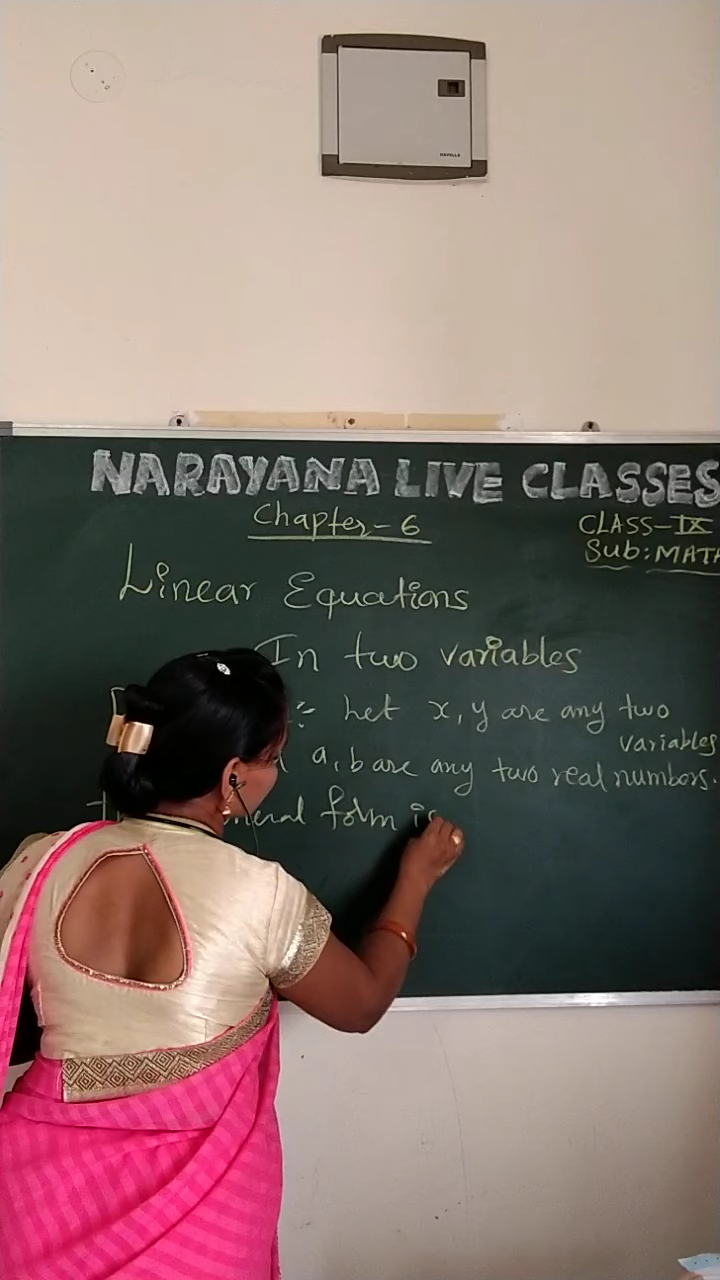 HAVELLS
NARAYANA LIVE CLASSES
Chapter-6
CLASS-IX
Sub: MATH
Linear Equations
In two variables
Let x, y are any two
variables
a, b are any two real numbers.
form is